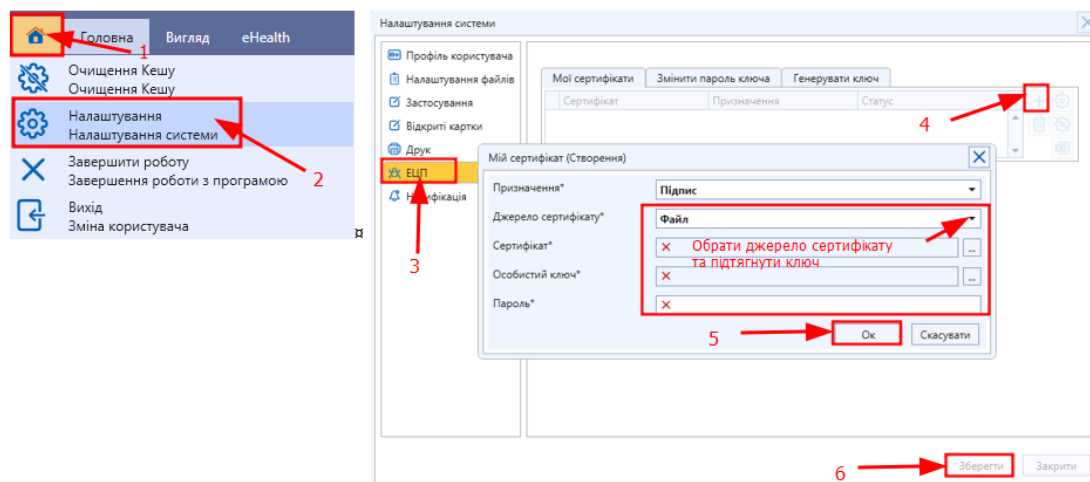 Головна Вигляд eHealth
1
Очищення Кешу
Очищення Кешу
Налаштування
Налаштування системи
2
Завершити роботу
Завершення роботи з програмою
Вихід
Зміна користувача
¤
Налаштування системи
Профіль користувача
Налаштування файлів
Застосування
Відкриті картки
Друк
ЕЦП
3
Мої сертифікати Змінити пароль ключа Генерувати ключ
Сертифікат Призначення Статус
4
Мій сертифікат (Створення)
Призначення* Підпис
Джерело сертифікату* Файл
Сертифікат* Обрати джерело сертифікату
та підтягнути ключ
Особистий ключ*
Пароль*
5
Ок Скасувати
6
Зберегти Закрити